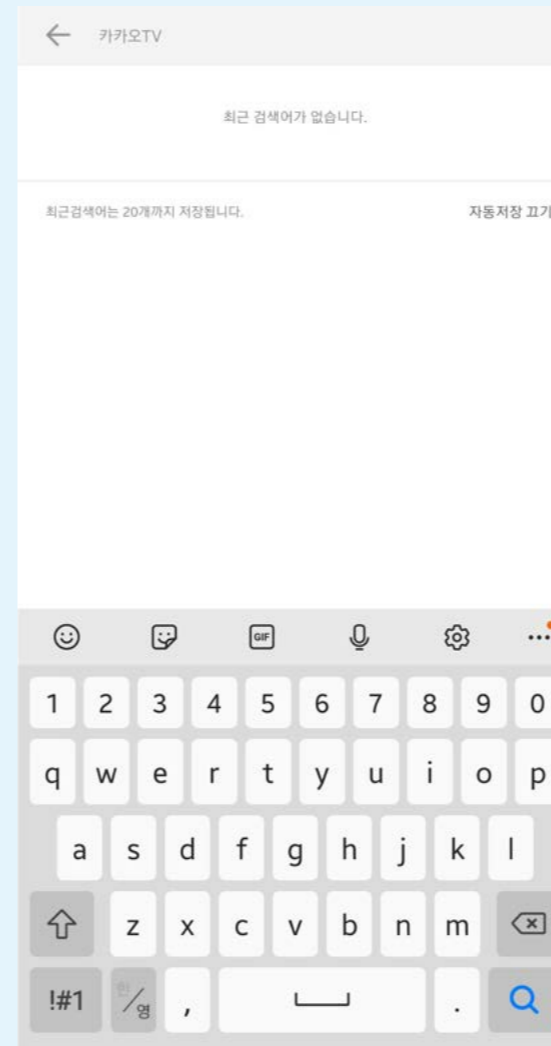 카카오TV
최근 검색어가 없습니다.
최근검색어는 20개까지 저장됩니다. 자동저장 끄기
GIF
1 2 3 4 5 6 7 8 9 0
q w e r t y u i o p
a s d f g h j k l
z x c v b n m
!#1 한/영 , .